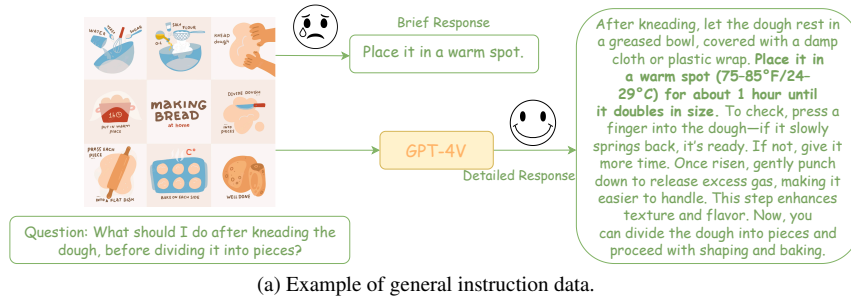 WATER
SUGAR
SALT
FLOUR
OIL
KNEAD
DOUGH
Brief Response
Place it in a warm spot.
1h
PUT IN WARM
PLACE
MAKING
BREAD
at home
DIVIDE DOUGH
INTO
PIECES
PRESS EACH
PIECE
INTO A FLAT DISH
C°
BAKE ON EACH SIDE
WELL DONE
GPT-4V
Detailed Response
After kneading, let the dough rest in
a greased bowl, covered with a damp
cloth or plastic wrap. Place it in
a warm spot (75–85°F/24–
29°C) for about 1 hour until
it doubles in size. To check, press a
finger into the dough—if it slowly
springs back, it's ready. If not, give it
more time. Once risen, gently punch
down to release excess gas, making it
easier to handle. This step enhances
texture and flavor. Now, you
can divide the dough into pieces and
proceed with shaping and baking.
Question: What should I do after kneading the
dough, before dividing it into pieces?
(a) Example of general instruction data.